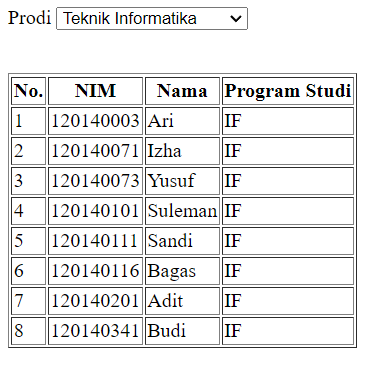 Prodi Teknik Informatika
No. NIM Nama Program Studi
1 120140003 Ari IF
2 120140071 Izha IF
3 120140073 Yusuf IF
4 120140101 Suleman IF
5 120140111 Sandi IF
6 120140116 Bagas IF
7 120140201 Adit IF
8 120140341 Budi IF